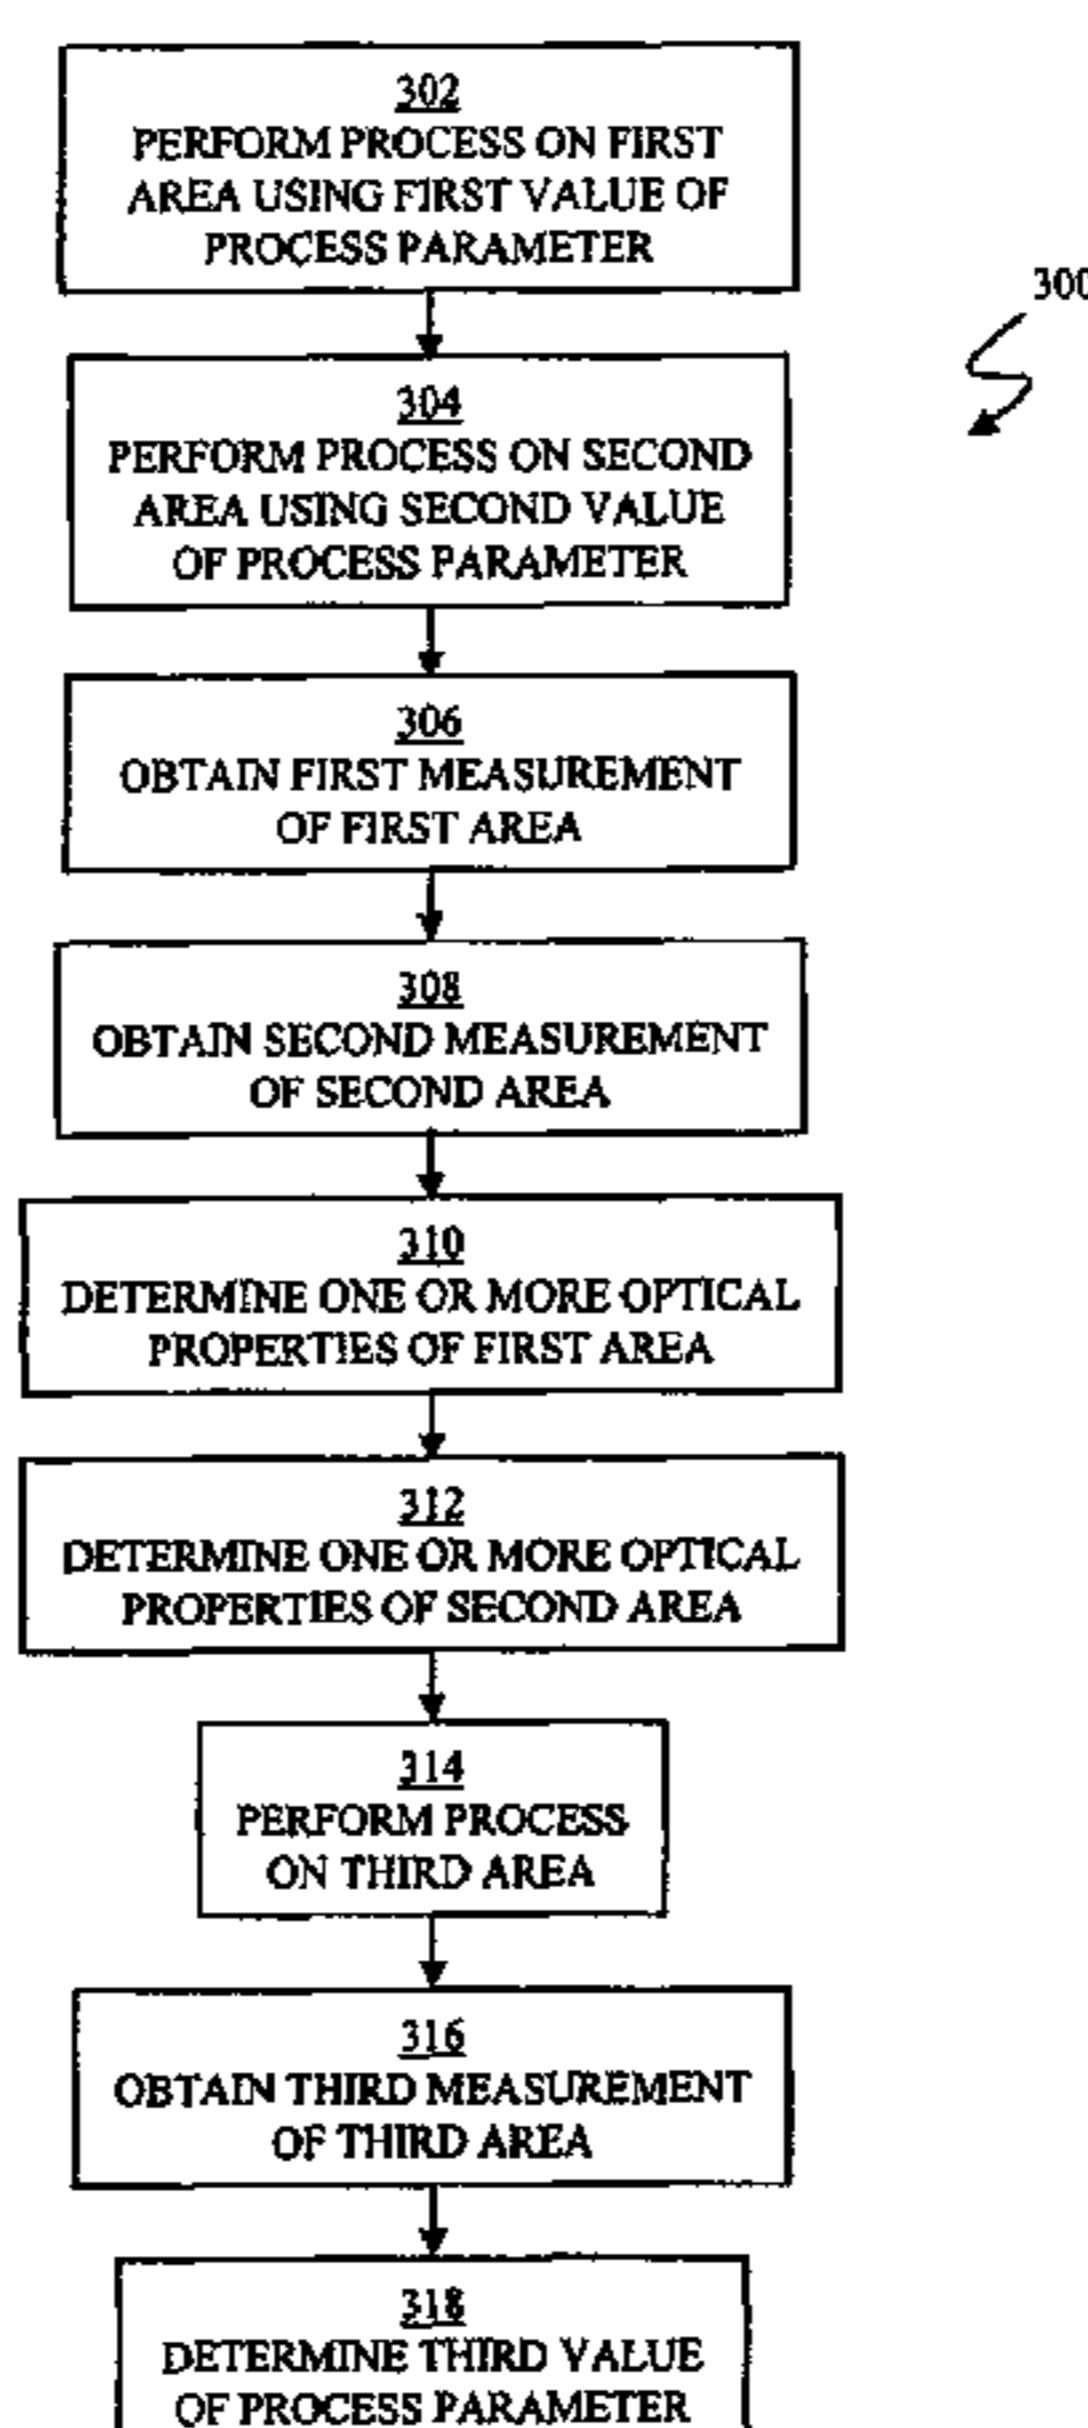 302
PERFORM PROCESS ON FIRST
AREA USING FIRST VALUE OF
PROCESS PARAMETER
300
304
PERFORM PROCESS ON SECOND
AREA USING SECOND VALUE
OF PROCESS PARAMETER
306
OBTAIN FIRST MEASUREMENT
OF FIRST AREA
308
OBTAIN SECOND MEASUREMENT
OF SECOND AREA
310
DETERMINE ONE OR MORE OPTICAL
PROPERTIES OF FIRST AREA
312
DETERMINE ONE OR MORE OPTICAL
PROPERTIES OF SECOND AREA
314
PERFORM PROCESS
ON THIRD AREA
316
OBTAIN THIRD MEASUREMENT
OF THIRD AREA
318
DETERMINE THIRD VALUE
OF PROCESS PARAMETER